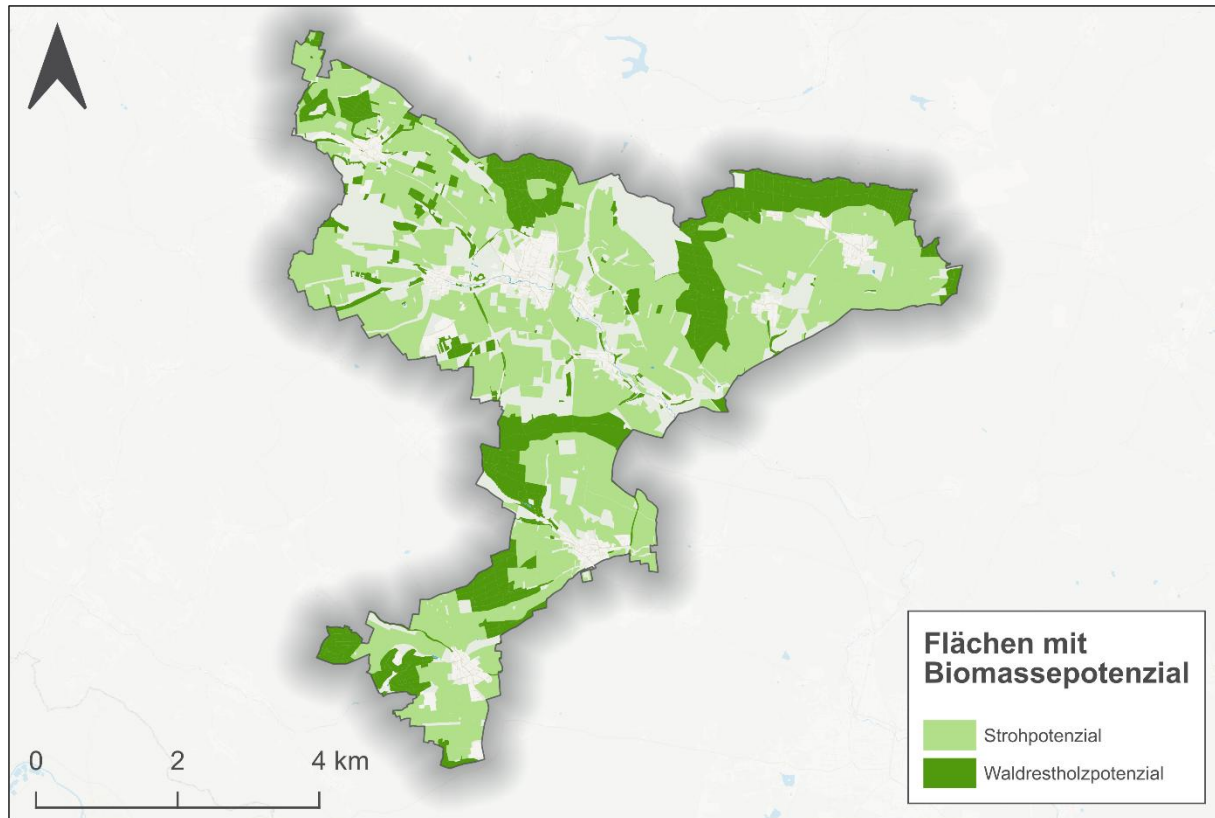 Flächen mit
Biomassepotenzial
Strohpotenzial
Waldrestholzpotenzial
0 2 4 km